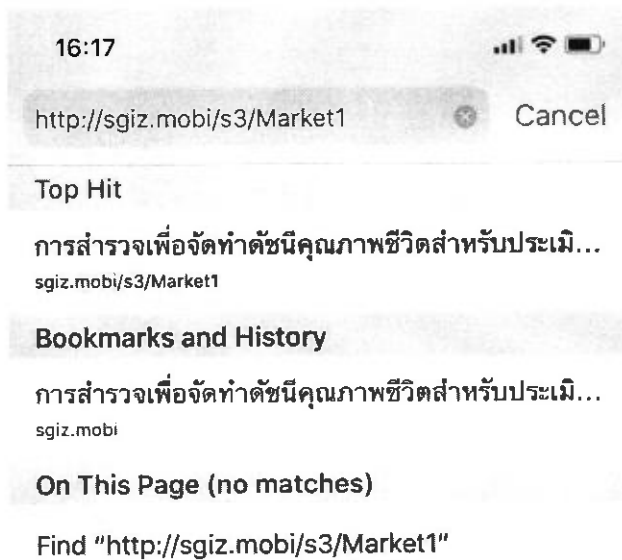 16:17
http://sgiz.mobi/s3/Market1 Cancel
Top Hit
การสำรวจเพื่อจัดทำดัชนีคุณภาพชีวิตสำหรับประเมิ...
sgiz.mobi/s3/Market1
Bookmarks and History
การสำรวจเพื่อจัดทำดัชนีคุณภาพชีวิตสำหรับประเมิ...
sgiz.mobi
On This Page (no matches)
Find "http://sgiz.mobi/s3/Market1"